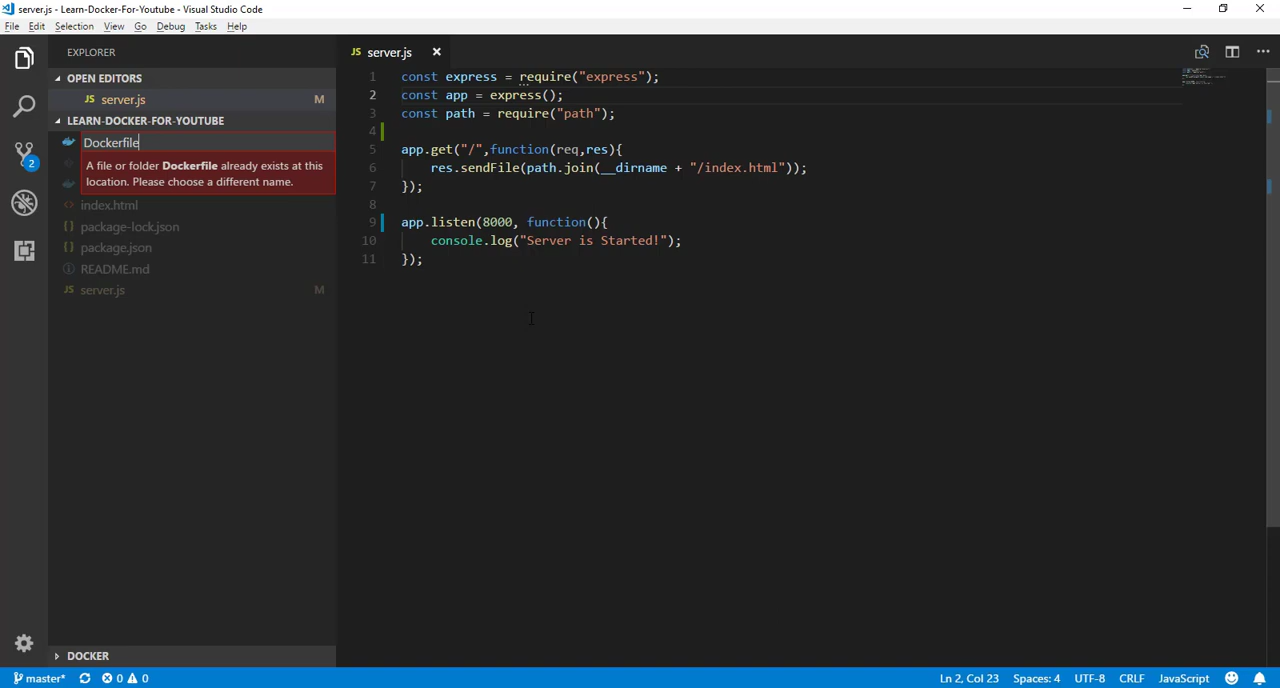 server.js - Learn-Docker-For-Youtube - Visual Studio Code
File Edit Selection View Go Debug Tasks Help
EXPLORER
OPEN EDITORS
JS server.js M
LEARN-DOCKER-FOR-YOUTUBE
Dockerfile
A file or folder Dockerfile already exists at this
location. Please choose a different name.
<> index.html
{} package-lock.json
{} package.json
README.md
JS server.js M
2
DOCKER
JS server.js
1 const express = require("express");
2 const app = express();
3 const path = require("path");
4
5 app.get("/",function(req,res){
6 res.sendFile(path.join(__dirname + "/index.html"));
7 });
8
9 app.listen(8000, function(){
10 console.log("Server is Started!");
11 });
master* 0 0 Ln 2, Col 23 Spaces: 4 UTF-8 CRLF JavaScript